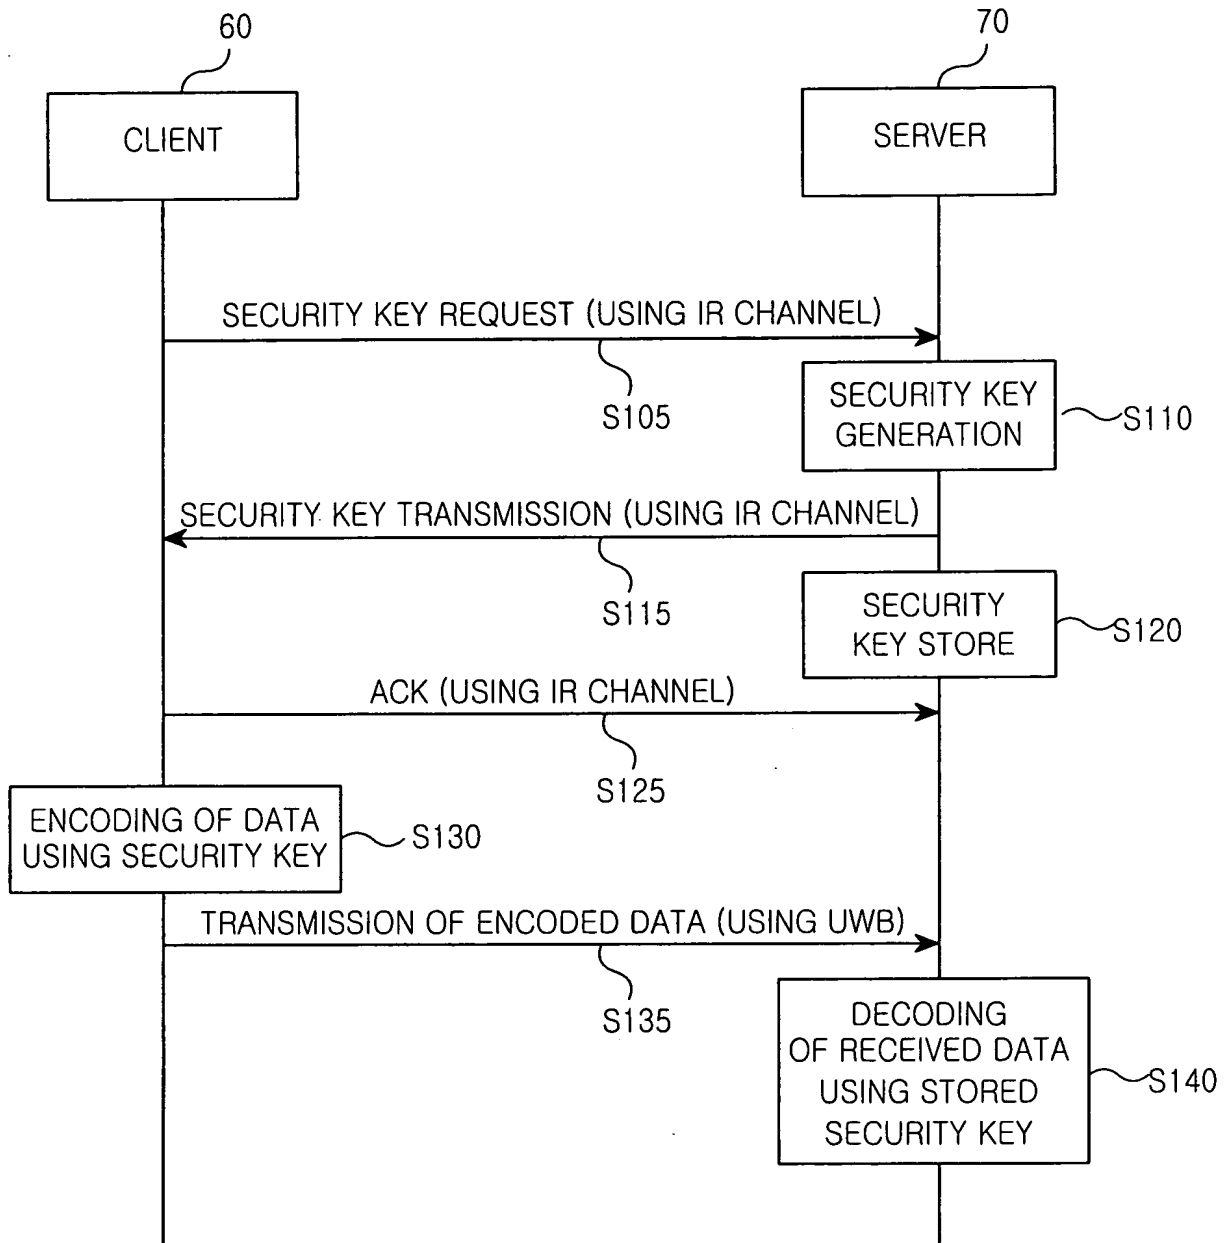 60
70
CLIENT
SERVER
SECURITY KEY REQUEST (USING IR CHANNEL)
S105
SECURITY KEY
GENERATION
S110
SECURITY KEY TRANSMISSION (USING IR CHANNEL)
S115
SECURITY
KEY STORE
S120
ACK (USING IR CHANNEL)
S125
ENCODING OF DATA
USING SECURITY KEY
S130
TRANSMISSION OF ENCODED DATA (USING UWB)
S135
DECODING
OF RECEIVED DATA
USING STORED
SECURITY KEY
S140